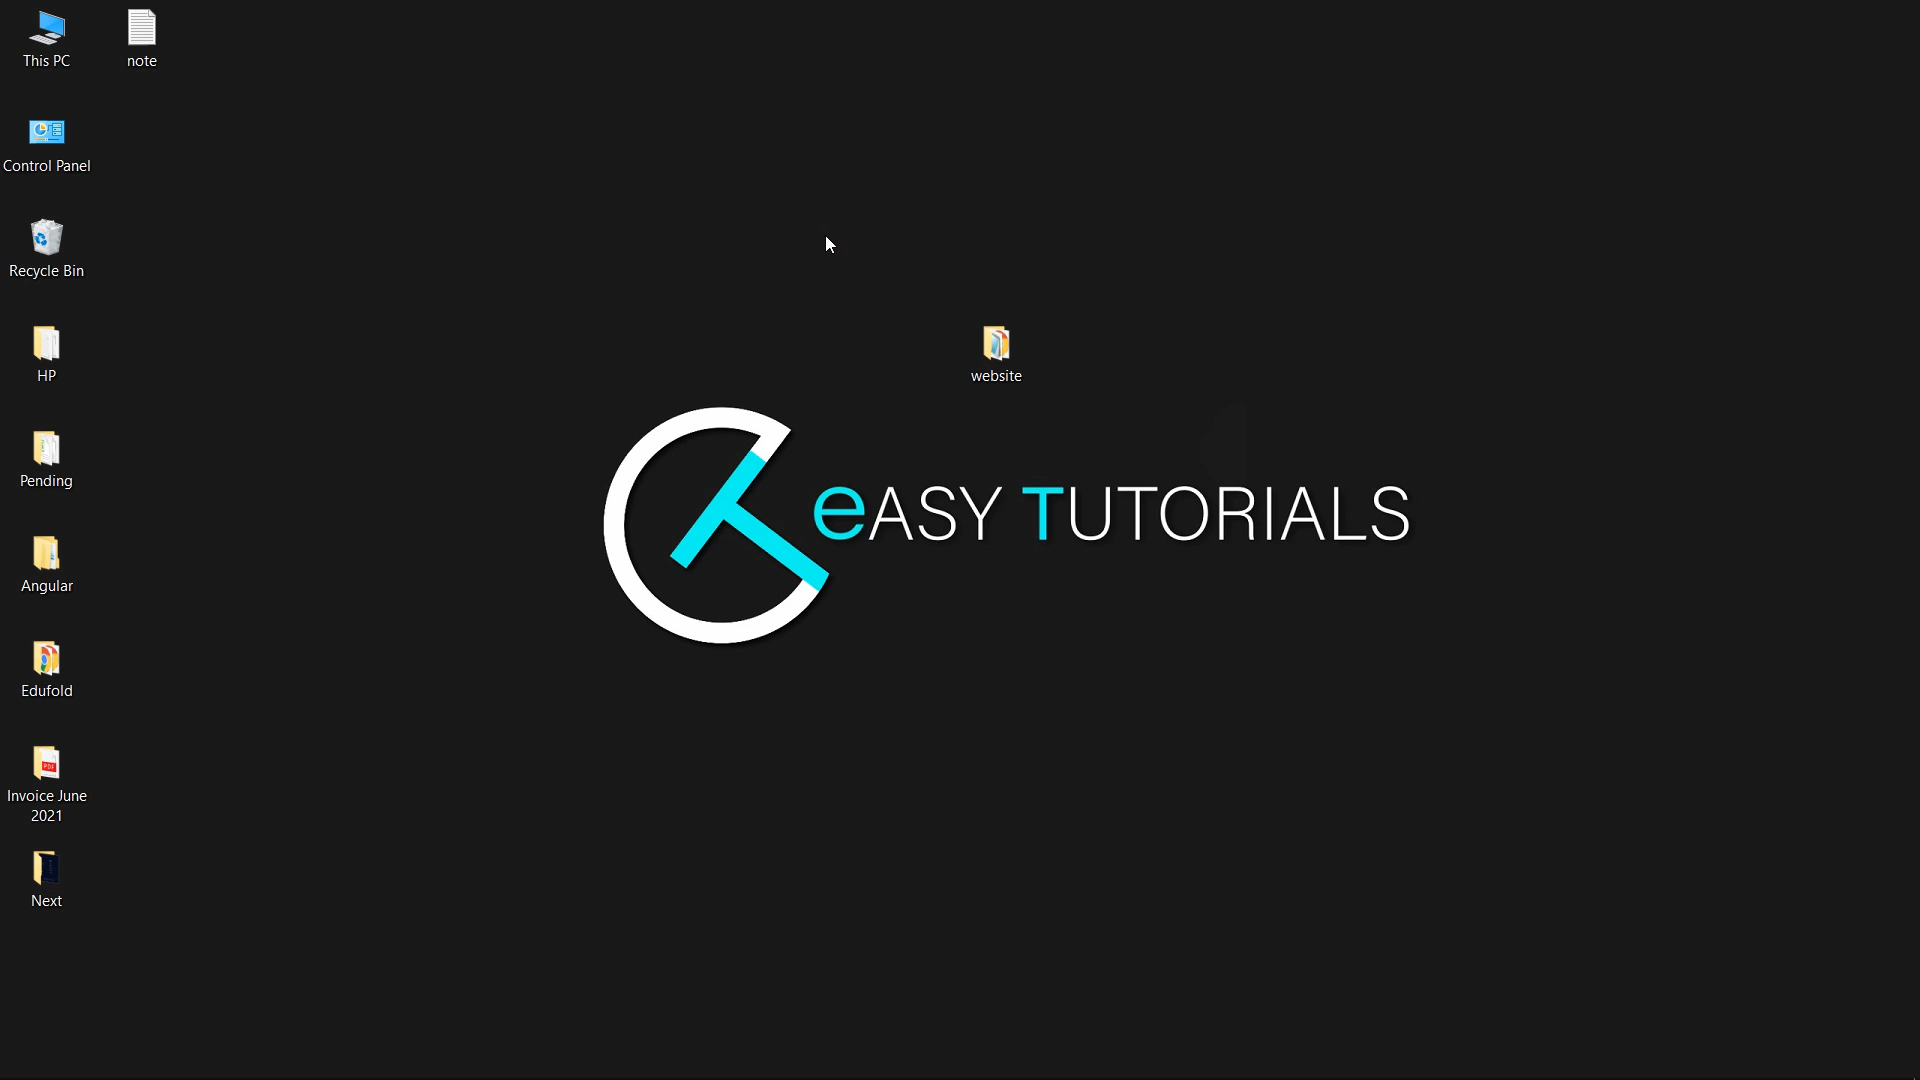 This PC
note
Control Panel
Recycle Bin
HP
website
Pending
eASY TUTORIALS
Angular
Edufold
Invoice June
2021
Next